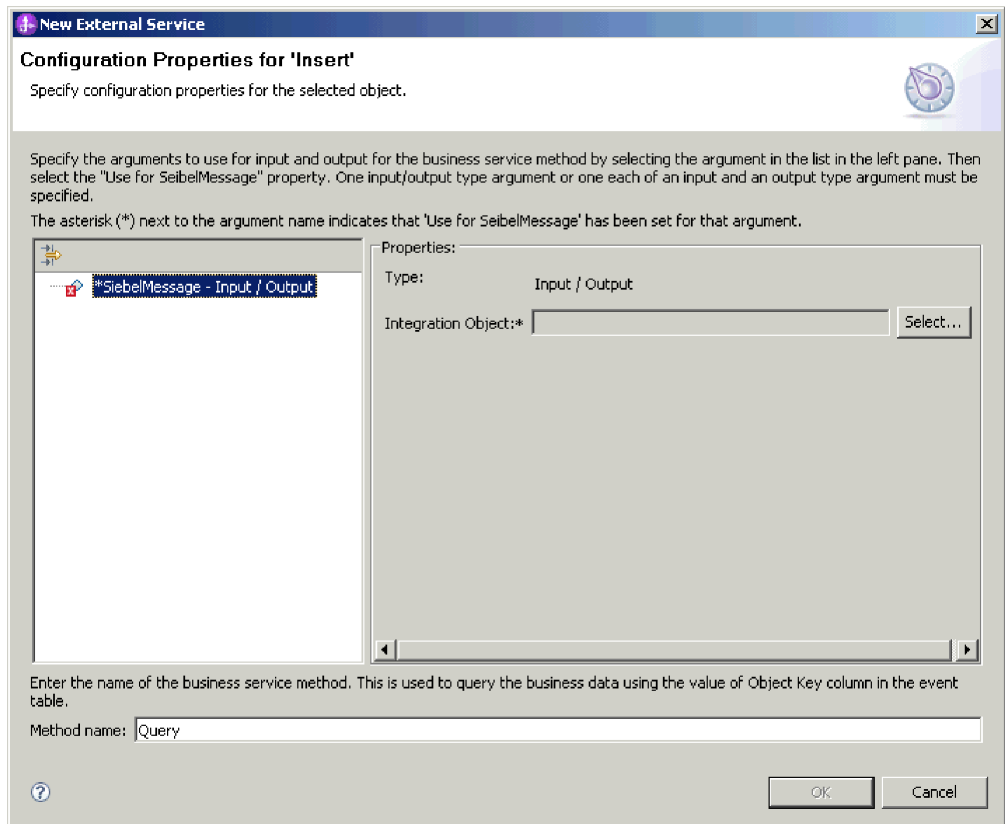 New External Service
Configuration Properties for 'Insert'
Specify configuration properties for the selected object.
Specify the arguments to use for input and output for the business service method by selecting the argument in the list in the left pane. Then
select the "Use for SeibelMessage" property. One input/output type argument or one each of an input and an output type argument must be
specified.
The asterisk (*) next to the argument name indicates that 'Use for SeibelMessage' has been set for that argument.
Properties:
*SiebelMessage - Input / Output
Type: Input / Output
Integration Object:* Select...
Enter the name of the business service method. This is used to query the business data using the value of Object Key column in the event
table.
Method name: Query
? OK Cancel